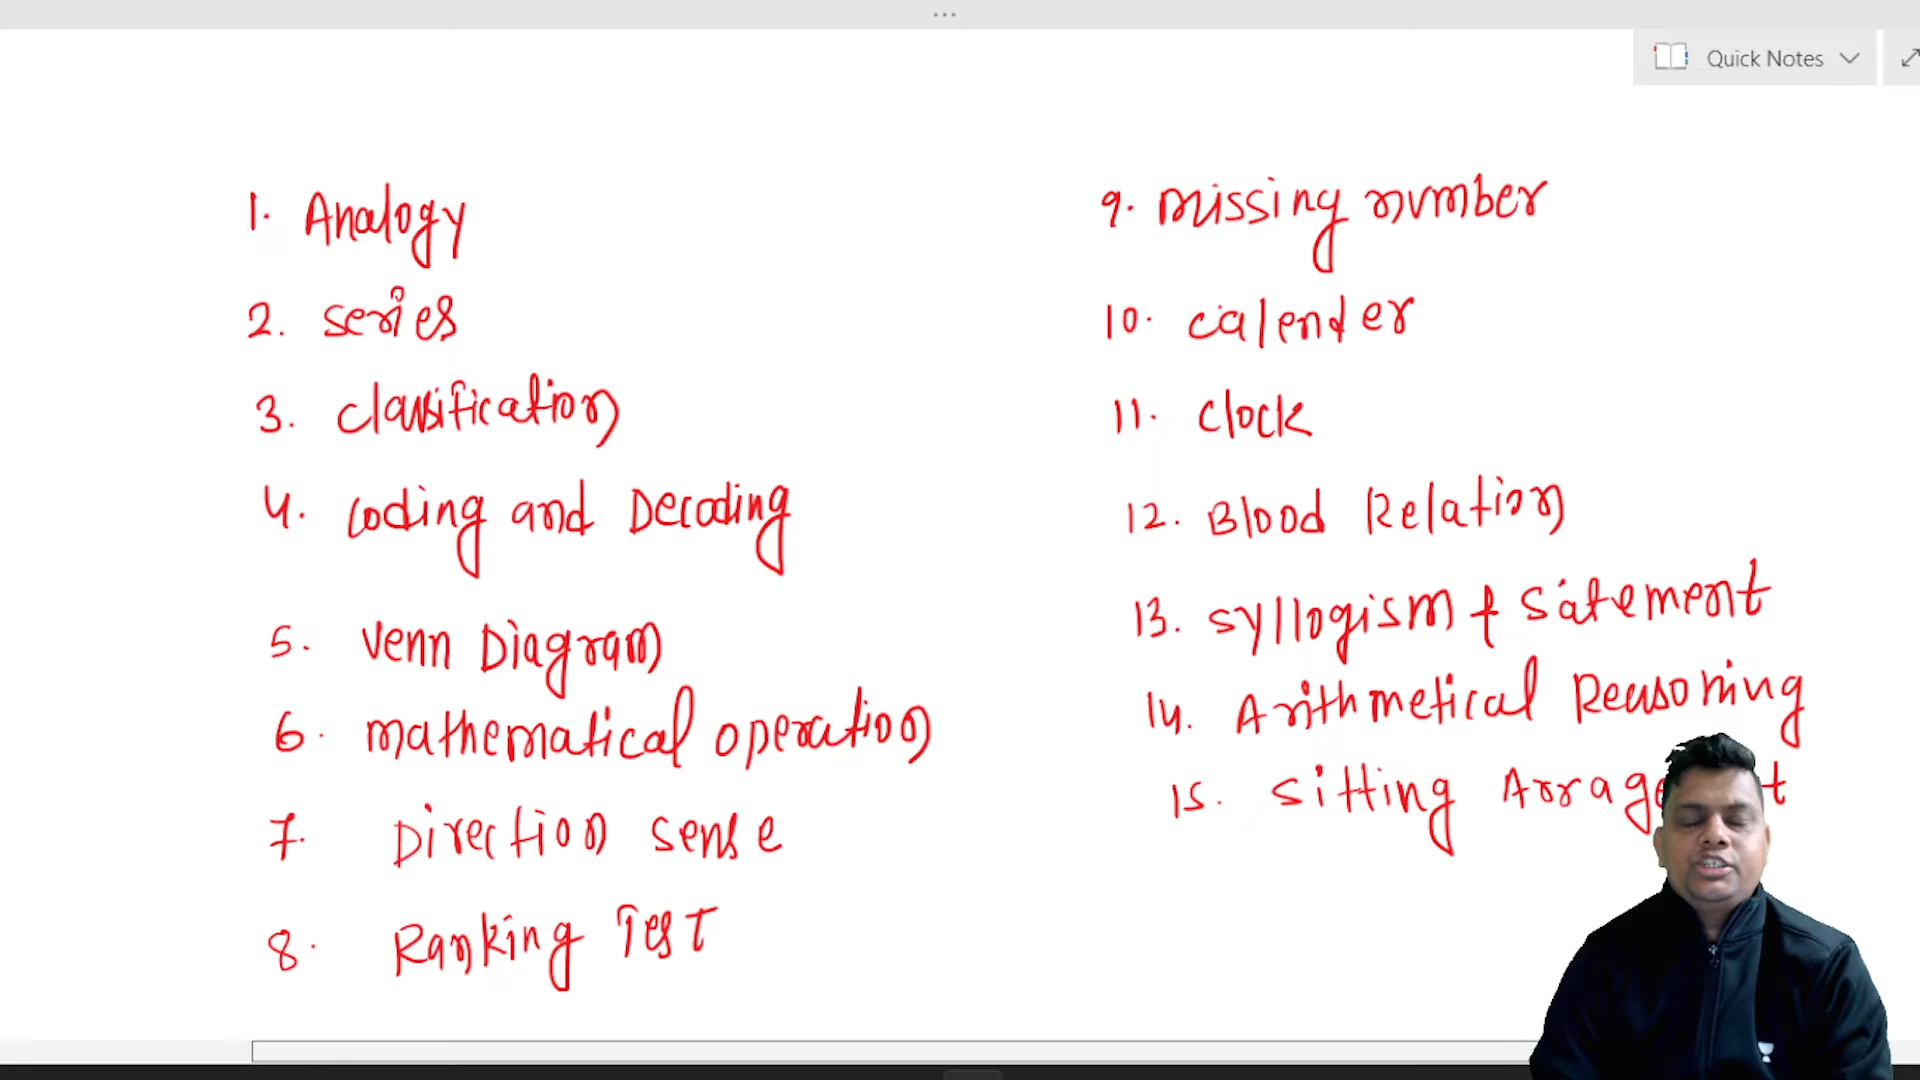 Quick Notes
1. Analogy
2. series
3. classification
4. coding and Decoding
5. Venn Diagram
6. mathematical operation
7. Direction sense
8. Ranking Test
9. missing number
10. calender
11. clock
12. Blood Relation
13. syllogism & satement
14. Arithmetical Reasoning
15. sitting